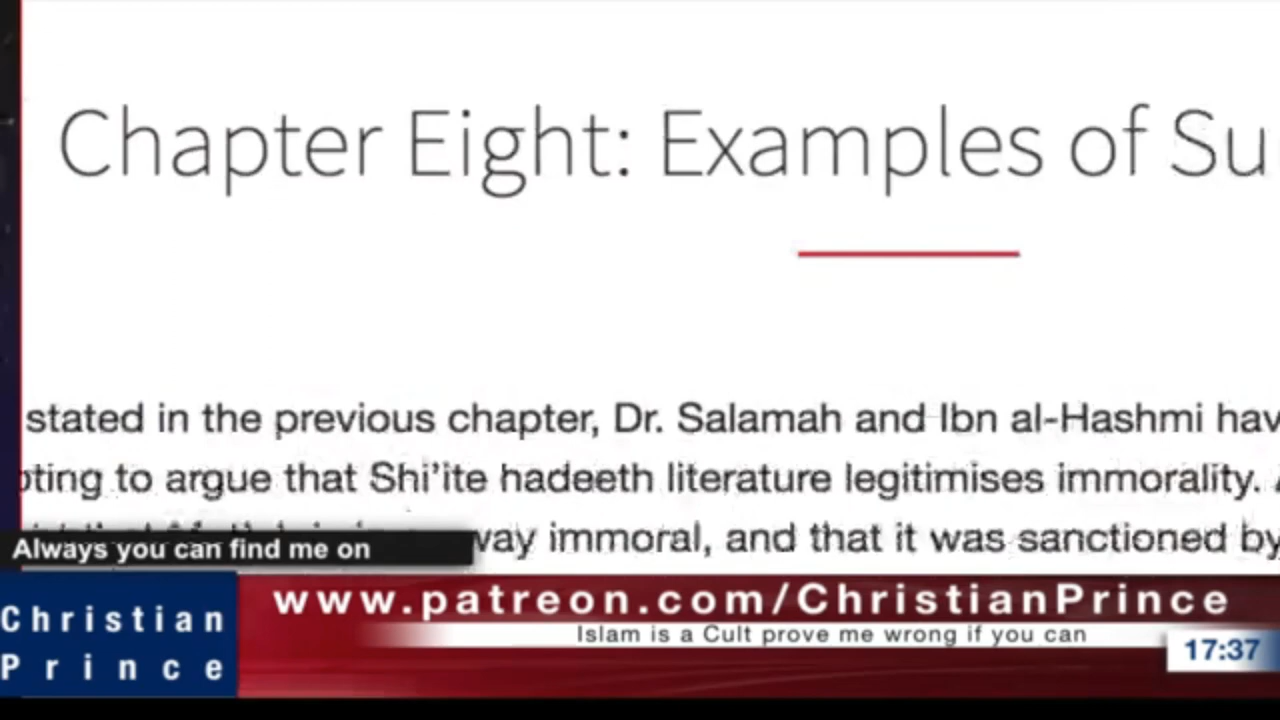 Chapter Eight: Examples of Su
stated in the previous chapter, Dr. Salamah and Ibn al-Hashmi hav
pting to argue that Shi'ite hadeeth literature legitimises immorality.
way immoral, and that it was sanctioned by
Always you can find me on
Christian
Prince
www.patreon.com/ChristianPrince
Islam is a Cult prove me wrong if you can
17:37